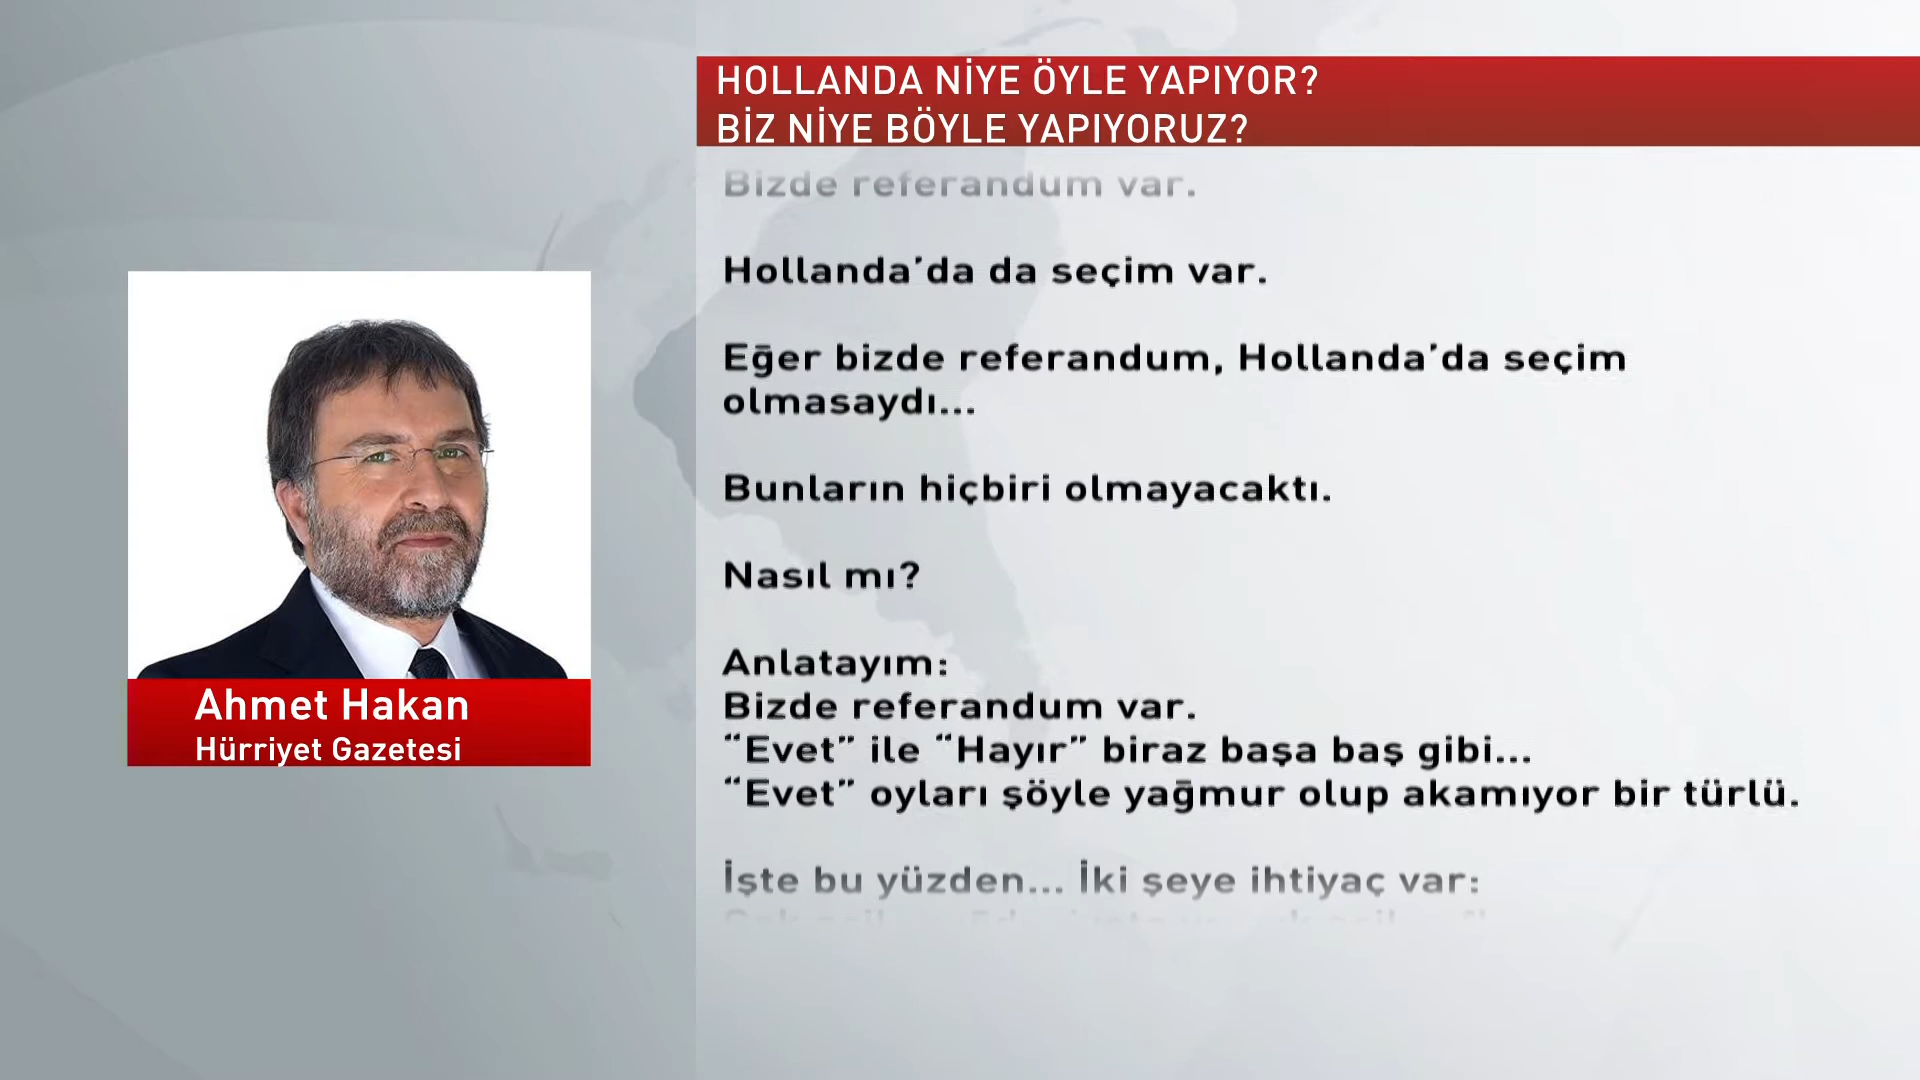 HOLLANDA NİYE ÖYLE YAPIYOR?
BİZ NİYE BÖYLE YAPIYORUZ?
Bizde referandum var.
Hollanda'da da seçim var.
Eğer bizde referandum, Hollanda'da seçim
olmasaydı...
Bunların hiçbiri olmayacaktı.
Nasıl mı?
Anlatayım:
Bizde referandum var.
“Evet” ile “Hayır” biraz başa baş gibi...
“Evet” oyları şöyle yağmur olup akamıyor bir türlü.
İşte bu yüzden... İki şeye ihtiyaç var:
Ahmet Hakan
Hürriyet Gazetesi